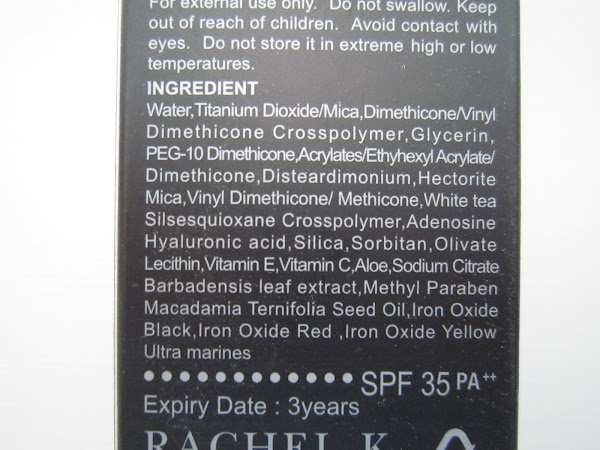 For external use only. Do not swallow. Keep
out of reach of children. Avoid contact with
eyes. Do not store it in extreme high or low
temperatures.
INGREDIENT
Water,Titanium Dioxide/Mica,Dimethicone/Vinyl
Dimethicone Crosspolymer,Glycerin,
PEG-10 Dimethicone,Acrylates/Ethyhexyl Acrylate/
Dimethicone,Disteardimonium,Hectorite
Mica,Vinyl Dimethicone/ Methicone,White tea
Silsesquioxane Crosspolymer,Adenosine
Hyaluronic acid,Silica,Sorbitan,Olivate
Lecithin,Vitamin E,Vitamin C,Aloe,Sodium Citrate
Barbadensis leaf extract,Methyl Paraben
Macadamia Ternifolia Seed Oil,Iron Oxide
Black,Iron Oxide Red ,Iron Oxide Yellow
Ultra marines
SPF 35 PA++
Expiry Date : 3years
RACHEL K